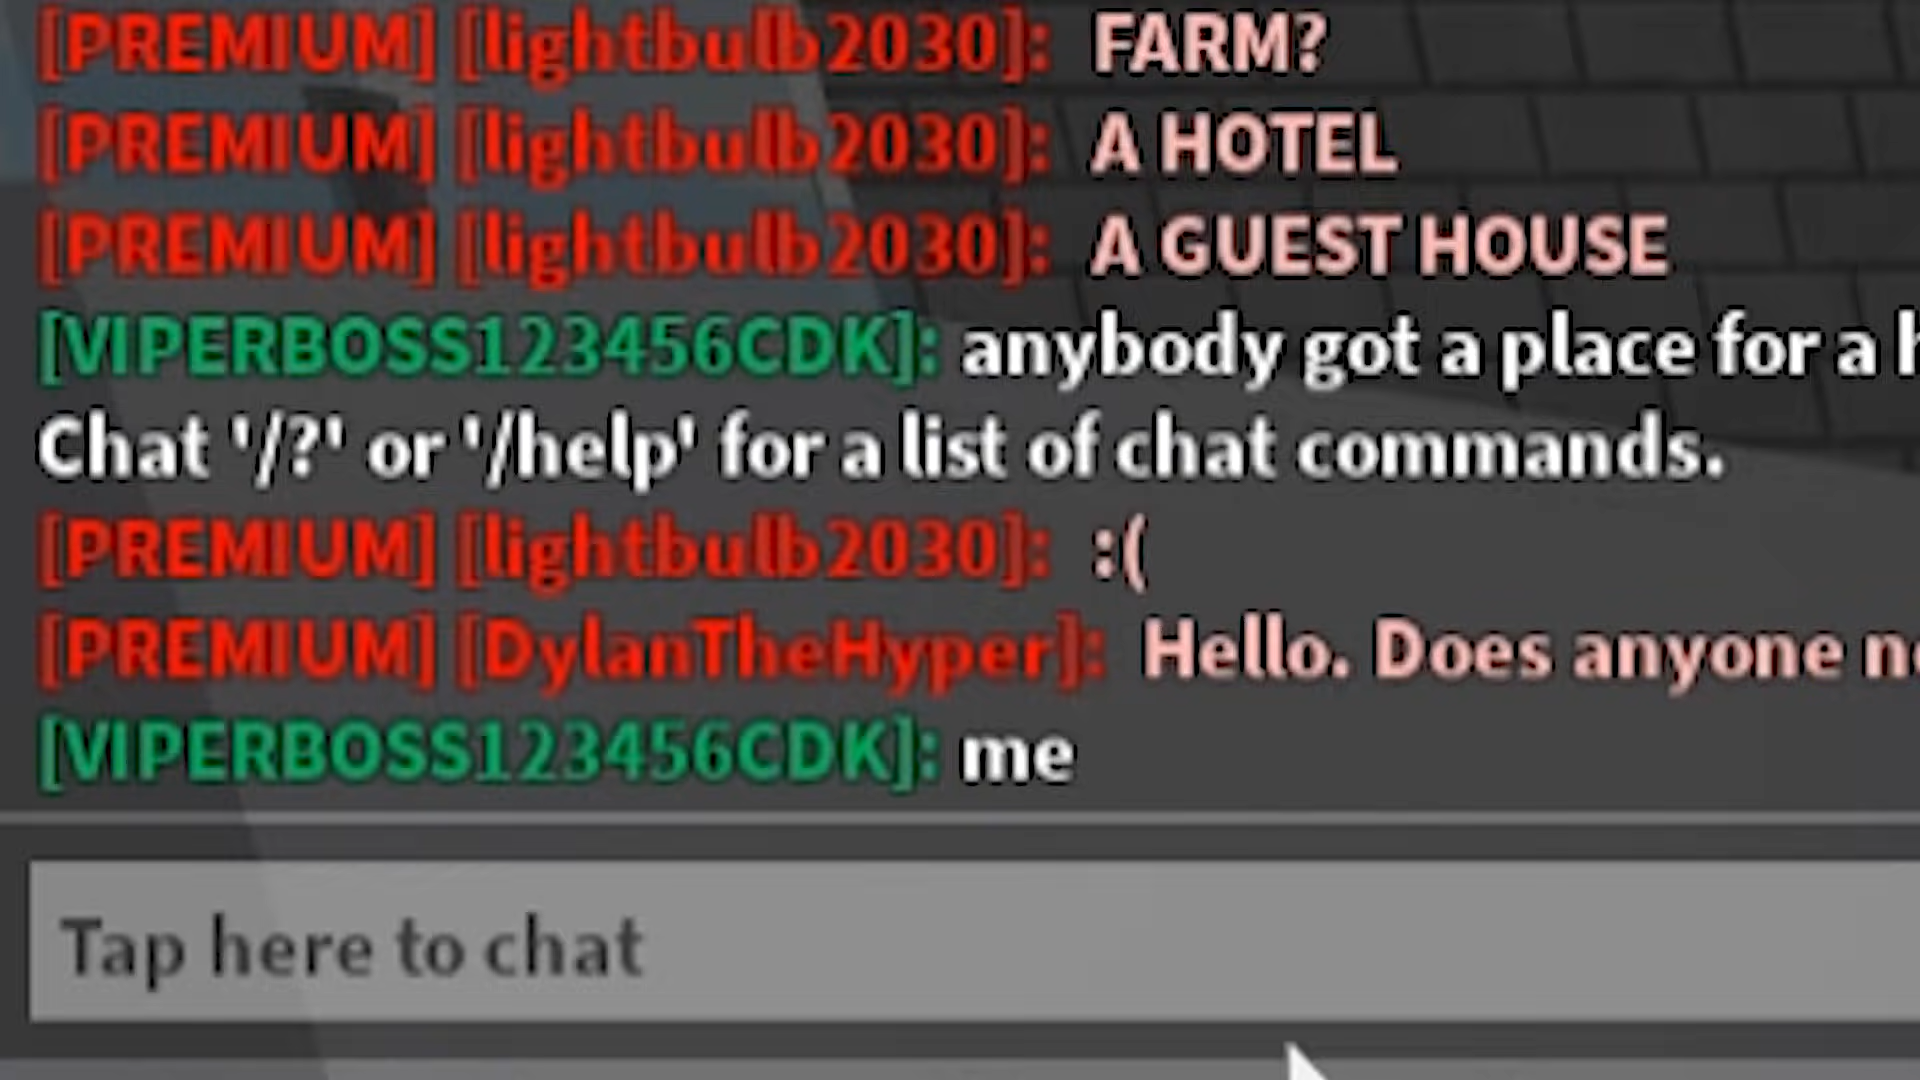 [PREMIUM] [lightbulb2030]: FARM?
[PREMIUM] [lightbulb2030]: A HOTEL
[PREMIUM] [lightbulb2030]: A GUEST HOUSE
[VIPERBOSS123456CDK]: anybody got a place for a
Chat '/?' or '/help' for a list of chat commands.
[PREMIUM] [lightbulb2030]: :(
[PREMIUM] [DylanTheHyper]: Hello. Does anyone
[VIPERBOSS123456CDK]: me
Tap here to chat